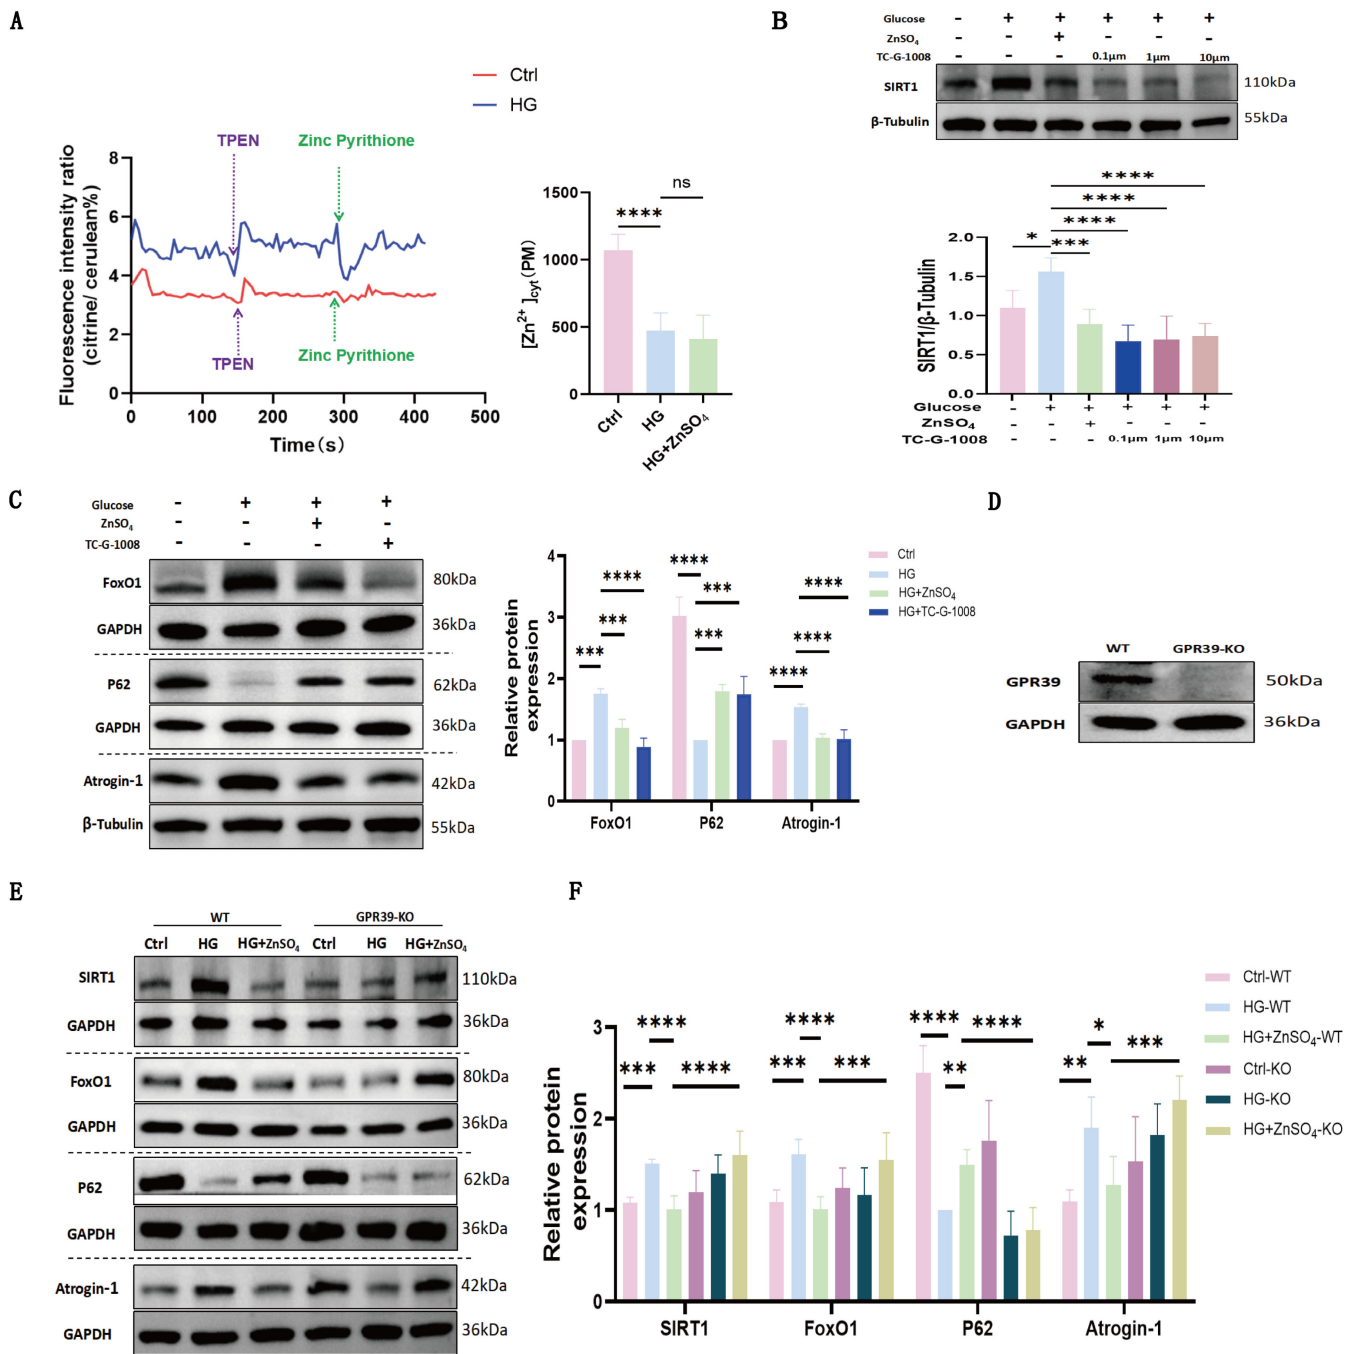 A
Ctrl
HG
TPEN
Zinc Pyrithione
TPEN
Zinc Pyrithione
Fluorescence intensity ratio
(citrine/ cerulean%)
8
6
4
2
0
0 100 200 300 400 500
Time(s)
[Zn²⁺]cyt(PM)
1500
1000
500
0
****
ns
Ctrl
HG
HG+ZnSO₄
B
Glucose - + + + + +
ZnSO₄ - - + - - -
TC-G-1008 - - - 0.1μm 1μm 10μm
SIRT1 110kDa
β-Tubulin 55kDa
****
****
****
* ***
SIRT1/β-Tubulin
2.0
1.5
1.0
0.5
0.0
Glucose - + + + + +
ZnSO₄ - - + - - -
TC-G-1008 - - - 0.1μm 1μm 10μm
C
Glucose - + + +
ZnSO₄ - - + -
TC-G-1008 - - - +
FoxO1 80kDa
GAPDH 36kDa
P62 62kDa
GAPDH 36kDa
Atrogin-1 42kDa
β-Tubulin 55kDa
Relative protein
expression
4
3
2
1
0
*** *** ****
**** *** ***
**** **** ****
FoxO1 P62 Atrogin-1
Ctrl
HG
HG+ZnSO₄
HG+TC-G-1008
D
WT GPR39-KO
GPR39 50kDa
GAPDH 36kDa
E
WT GPR39-KO
Ctrl HG HG+ZnSO₄ Ctrl HG HG+ZnSO₄
SIRT1 110kDa
GAPDH 36kDa
FoxO1 80kDa
GAPDH 36kDa
P62 62kDa
GAPDH 36kDa
Atrogin-1 42kDa
GAPDH 36kDa
F
Relative protein
expression
3
2
1
0
*** **** ****
*** **** ***
**** ** ****
** * ***
SIRT1 FoxO1 P62 Atrogin-1
Ctrl-WT
HG-WT
HG+ZnSO₄-WT
Ctrl-KO
HG-KO
HG+ZnSO₄-KO